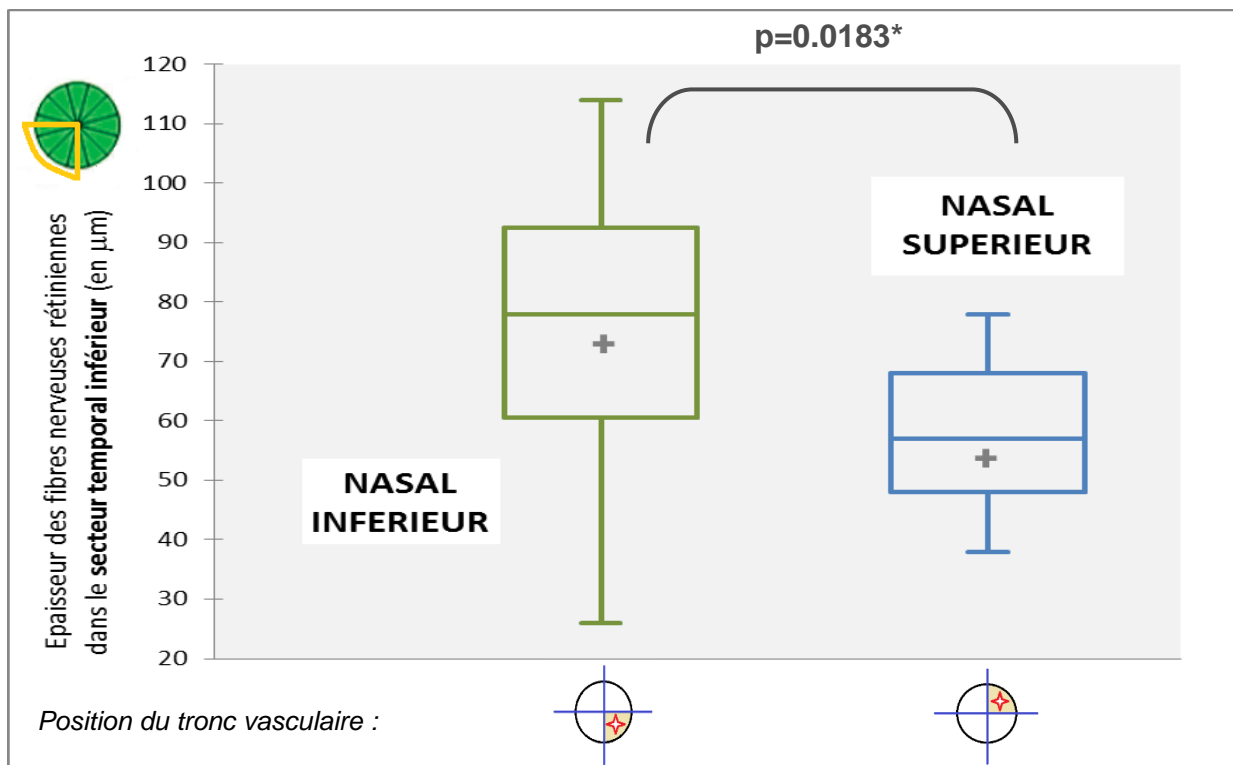 p=0.0183*
120
110
100
90
80
70
60
50
40
30
20
Epaisseur des fibres nerveuses rétiniennes
dans le secteur temporal inférieur (en µm)
NASAL
SUPERIEUR
NASAL
INFERIEUR
Position du tronc vasculaire :